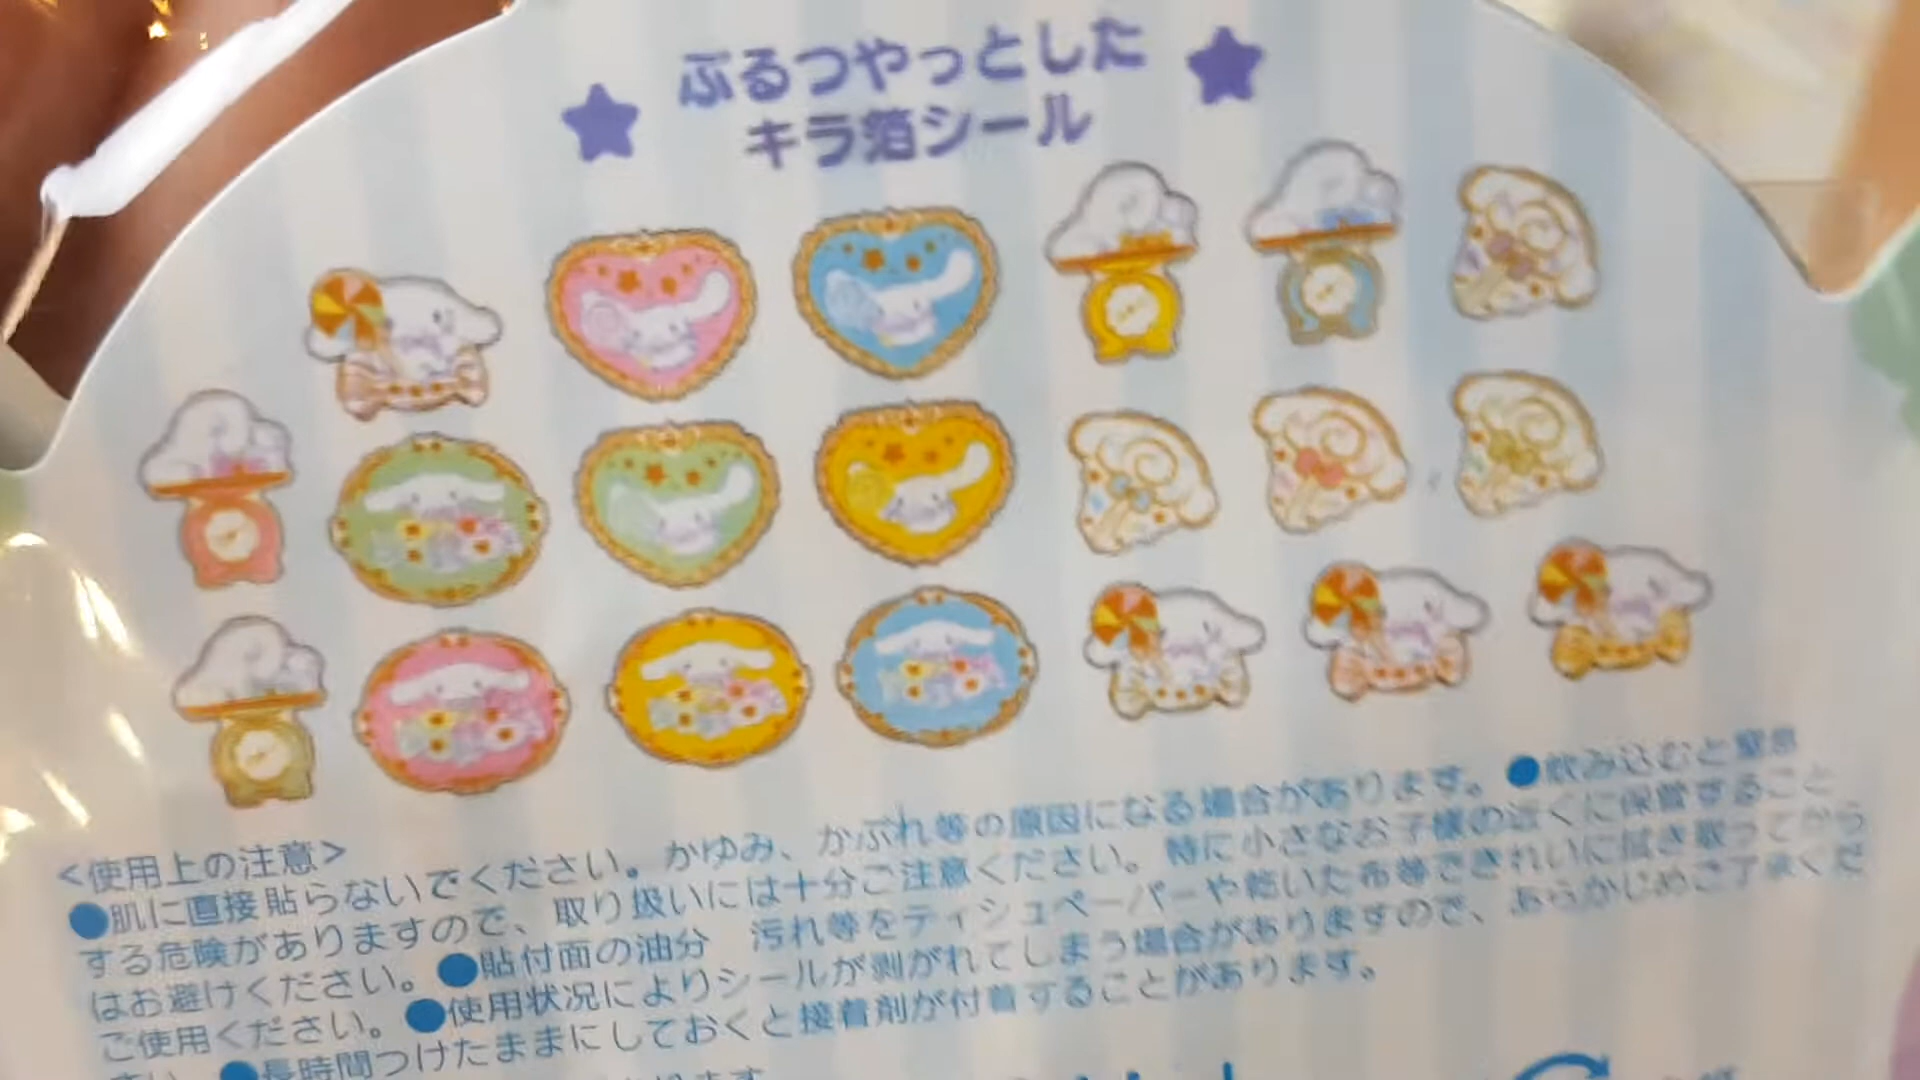 ぷるつやっとした
キラ箔シール
<使用上の注意>
●肌に直接貼らないでください。かゆみ、かぶれ等の原因になる場合があります。●飲み込むと窒息
する危険がありますので、取り扱いには十分ご注意ください。特に小さなお子様の近くに保管すること
はお避けください。●貼付面の油分 汚れ等をティシュペーパーや乾いた布等できれいに拭き取ってから
ご使用ください。●使用状況によりシールが剥がれてしまう場合がありますので、あらかじめご了承くだ
さい。●長時間つけたままにしておくと接着剤が付着することがあります。